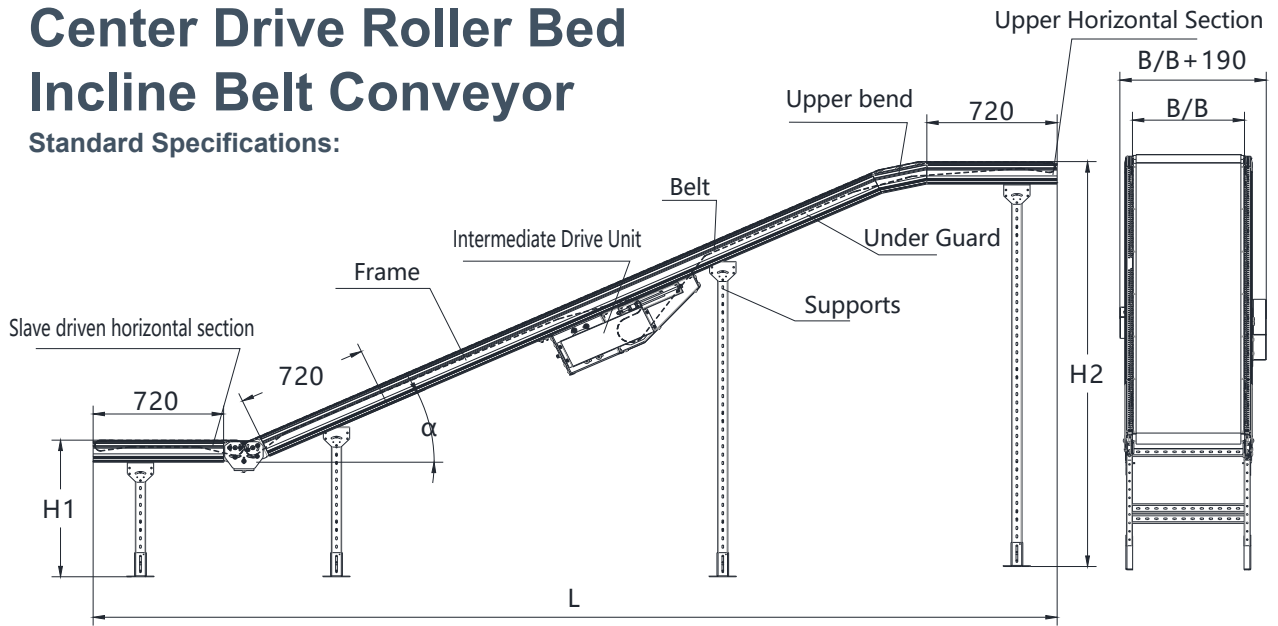 Center Drive Roller Bed
Incline Belt Conveyor
Standard Specifications:
Upper Horizontal Section
B/B+190
B/B
Upper bend
720
Belt
Intermediate Drive Unit
Under Guard
Frame
Supports
Slave driven horizontal section
720
720
α
H1
H2
L